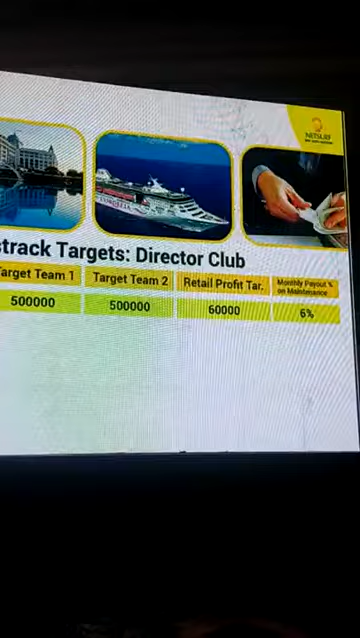 NETSURF
strack Targets: Director Club
Target Team 1
Target Team 2
Retail Profit Tar.
Monthly Payout %
on Maintenance
500000
500000
60000
6%